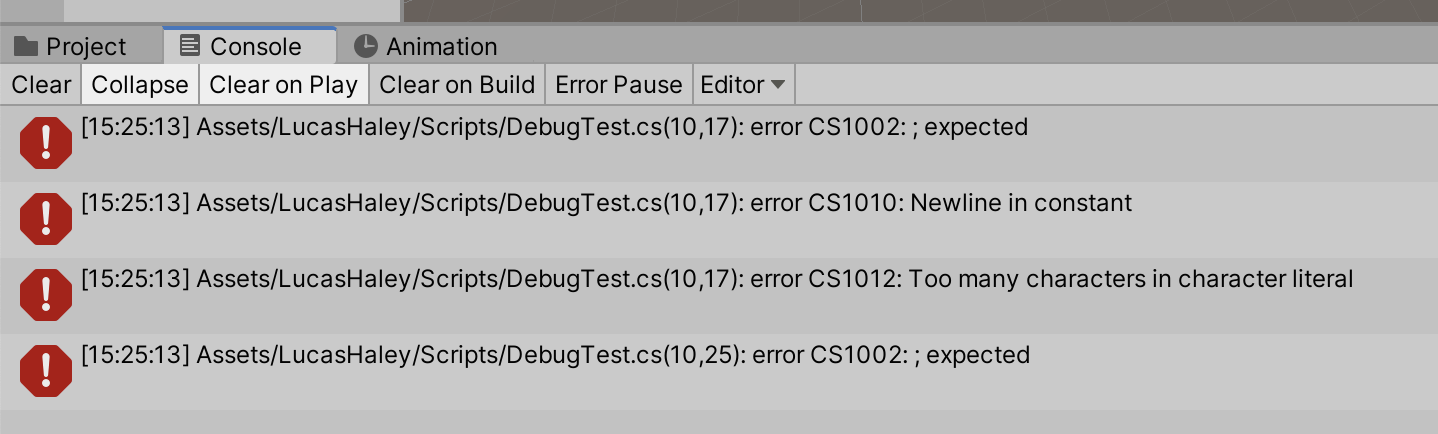 Project Console Animation
Clear Collapse Clear on Play Clear on Build Error Pause Editor
[15:25:13] Assets/LucasHaley/Scripts/DebugTest.cs(10,17): error CS1002: ; expected
[15:25:13] Assets/LucasHaley/Scripts/DebugTest.cs(10,17): error CS1010: Newline in constant
[15:25:13] Assets/LucasHaley/Scripts/DebugTest.cs(10,17): error CS1012: Too many characters in character literal
[15:25:13] Assets/LucasHaley/Scripts/DebugTest.cs(10,25): error CS1002: ; expected